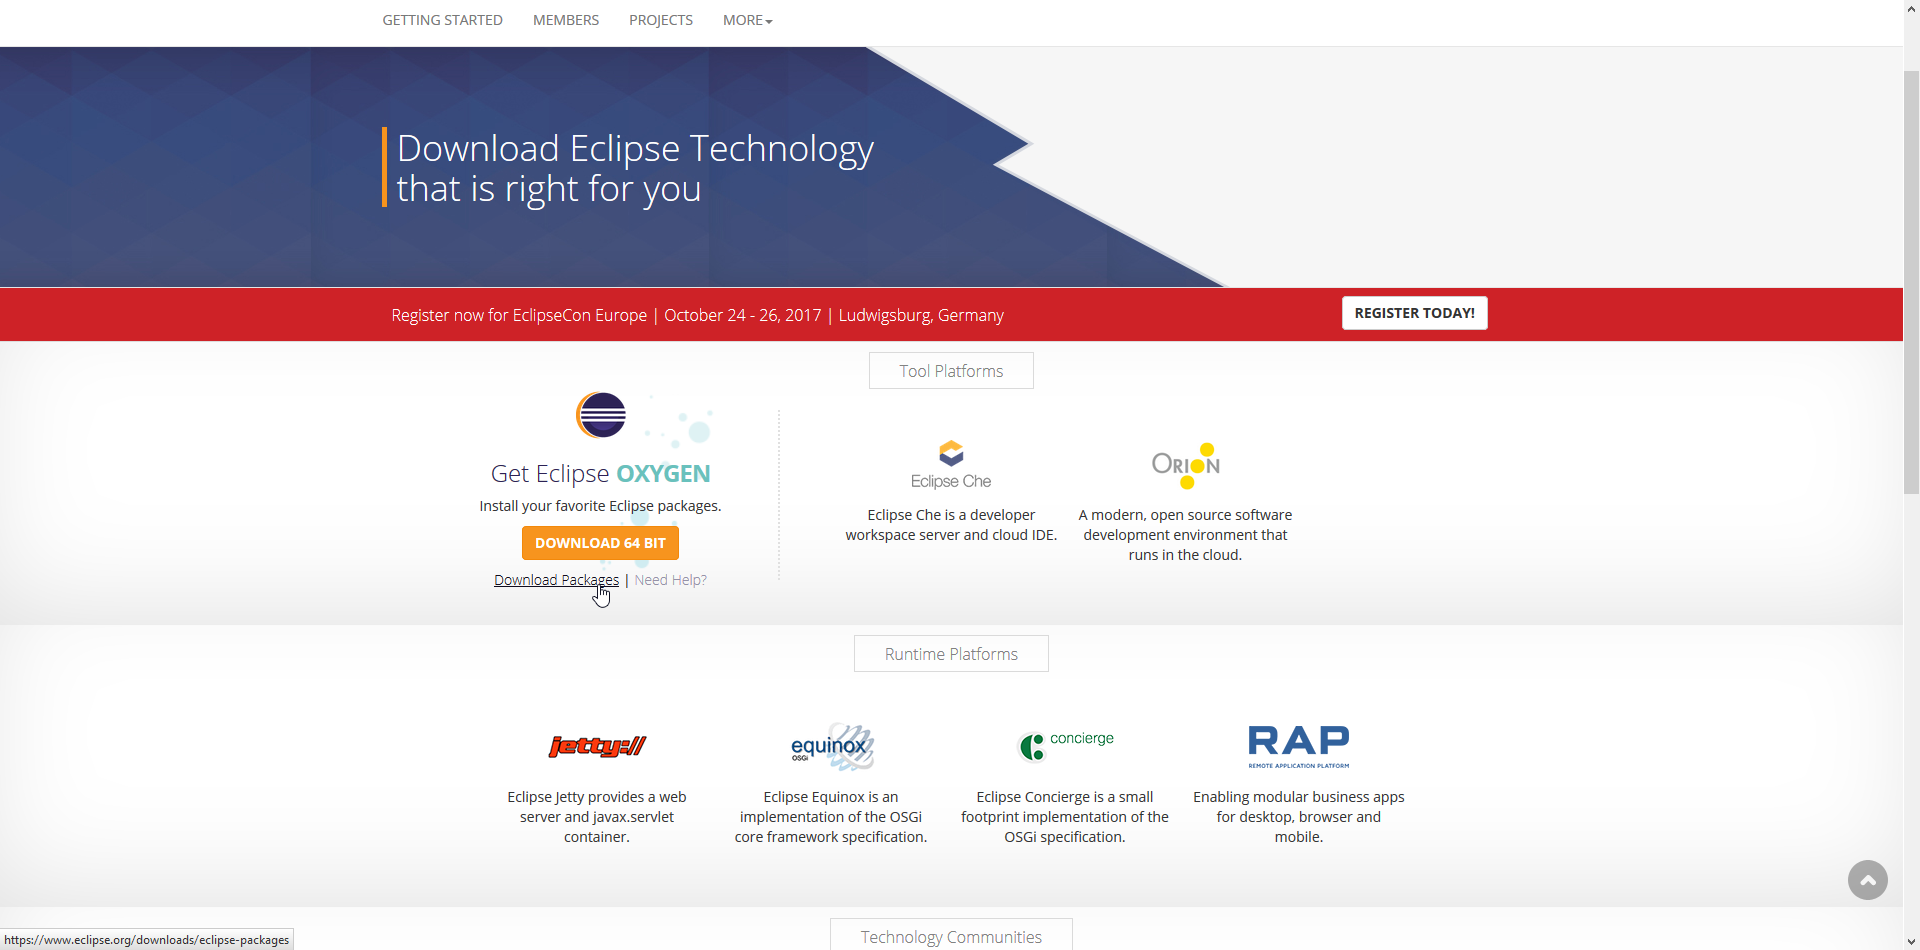 GETTING STARTED MEMBERS PROJECTS MORE
Download Eclipse Technology
that is right for you
Register now for EclipseCon Europe | October 24 - 26, 2017 | Ludwigsburg, Germany
REGISTER TODAY!
Tool Platforms
Get Eclipse OXYGEN
Install your favorite Eclipse packages.
DOWNLOAD 64 BIT
Download Packages | Need Help?
Eclipse Che
Eclipse Che is a developer
workspace server and cloud IDE.
ORION
A modern, open source software
development environment that
runs in the cloud.
Runtime Platforms
jetty://
Eclipse Jetty provides a web
server and javax.servlet
container.
equinox
OSGi
Eclipse Equinox is an
implementation of the OSGi
core framework specification.
concierge
Eclipse Concierge is a small
footprint implementation of the
OSGi specification.
RAP
REMOTE APPLICATION PLATFORM
Enabling modular business apps
for desktop, browser and
mobile.
Technology Communities
https://www.eclipse.org/downloads/eclipse-packages